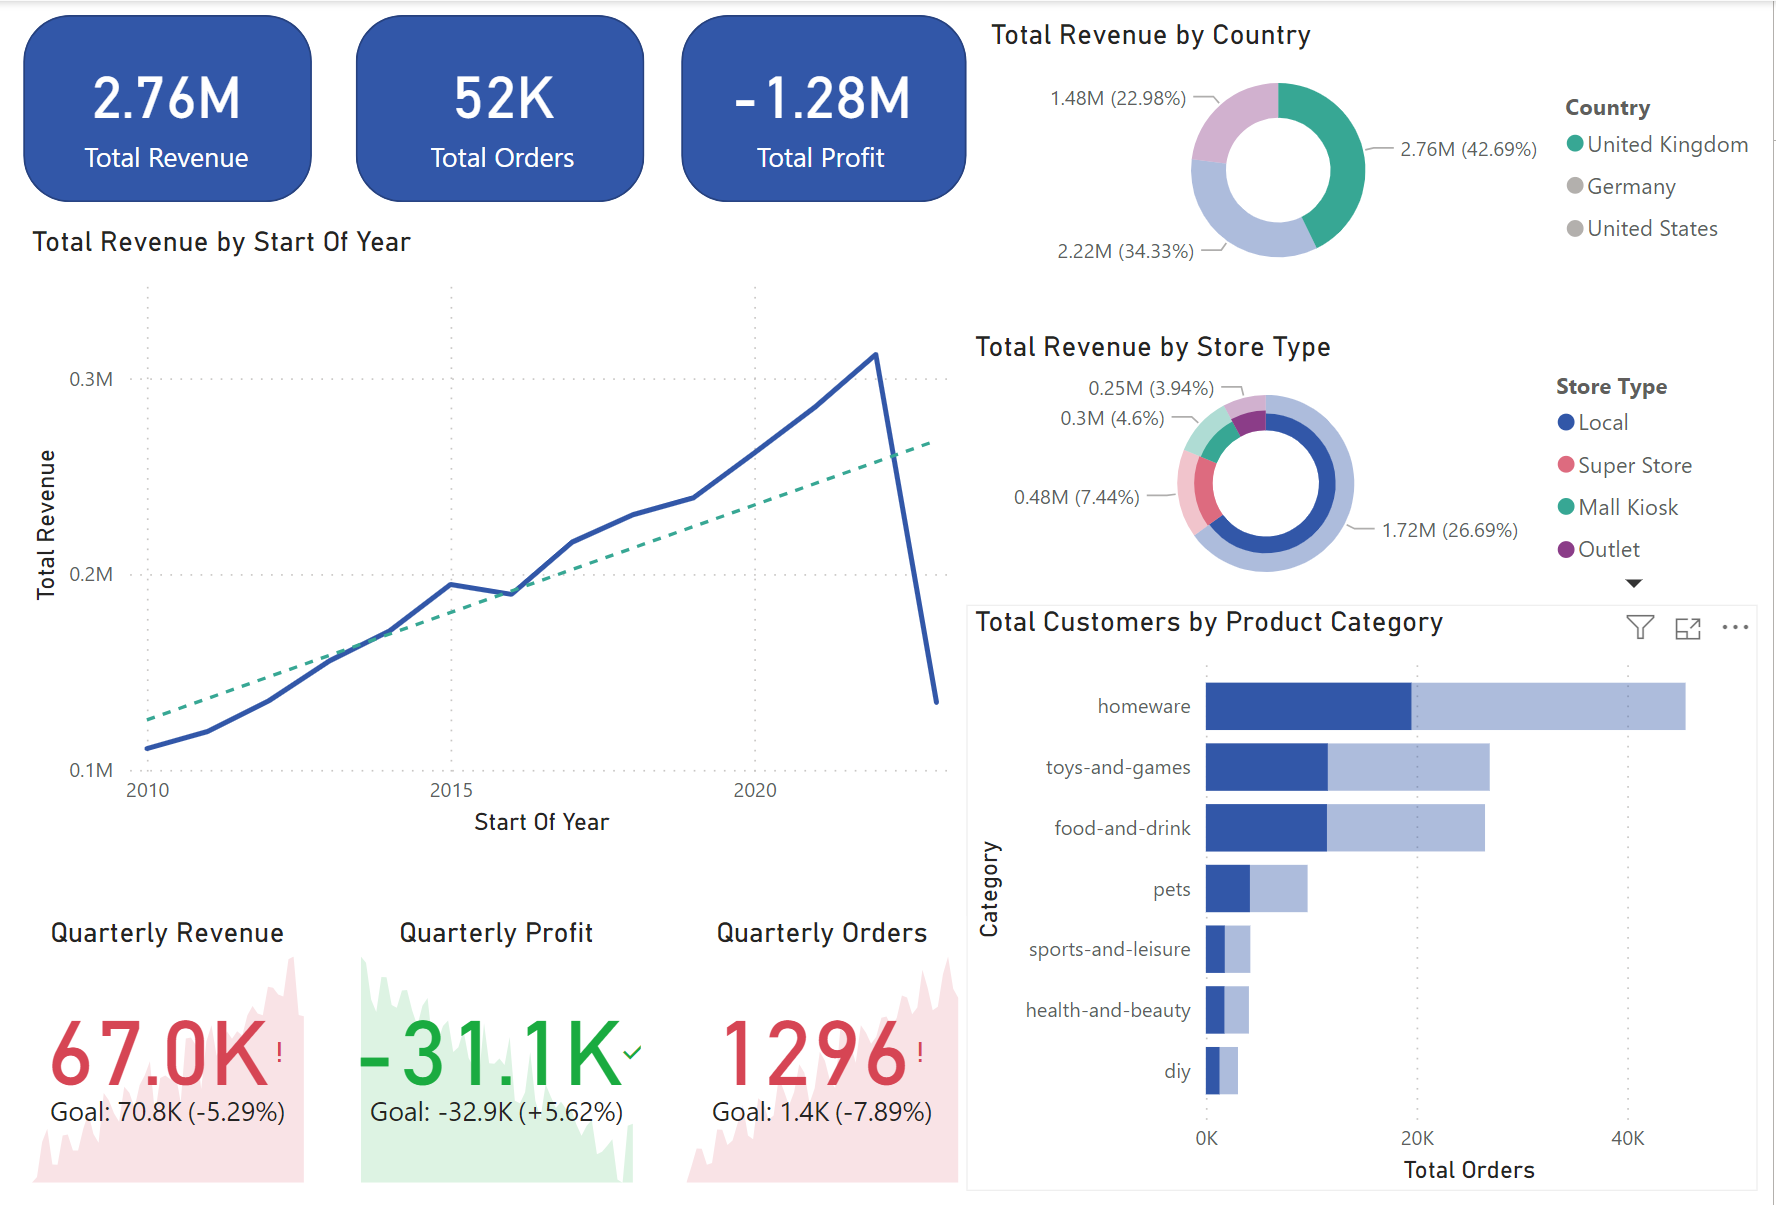 2.76M
Total Revenue
52K
Total Orders
-1.28M
Total Profit
Total Revenue by Start Of Year
Total Revenue
0.3M
0.2M
0.1M
2010
2015
2020
Start Of Year
Quarterly Revenue
67.0K!
Goal: 70.8K (-5.29%)
Quarterly Profit
-31.1K
Goal: -32.9K (+5.62%)
Quarterly Orders
1296!
Goal: 1.4K (-7.89%)
Total Revenue by Country
1.48M (22.98%)
2.76M (42.69%)
2.22M (34.33%)
Country
United Kingdom
Germany
United States
Total Revenue by Store Type
0.25M (3.94%)
0.3M (4.6%)
0.48M (7.44%)
1.72M (26.69%)
Store Type
Local
Super Store
Mall Kiosk
Outlet
Total Customers by Product Category
Category
homeware
toys-and-games
food-and-drink
pets
sports-and-leisure
health-and-beauty
diy
0K
20K
40K
Total Orders